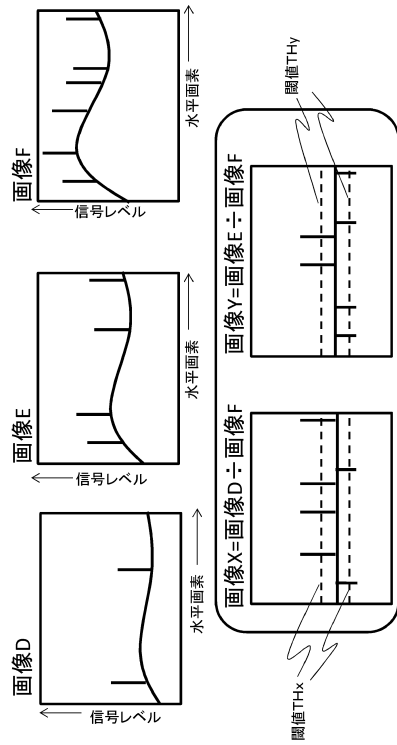 画像D
信号レベル
水平画素
画像E
信号レベル
水平画素
画像F
信号レベル
水平画素
画像X=画像D÷画像F
閾値THx
画像Y=画像E÷画像F
閾値THy